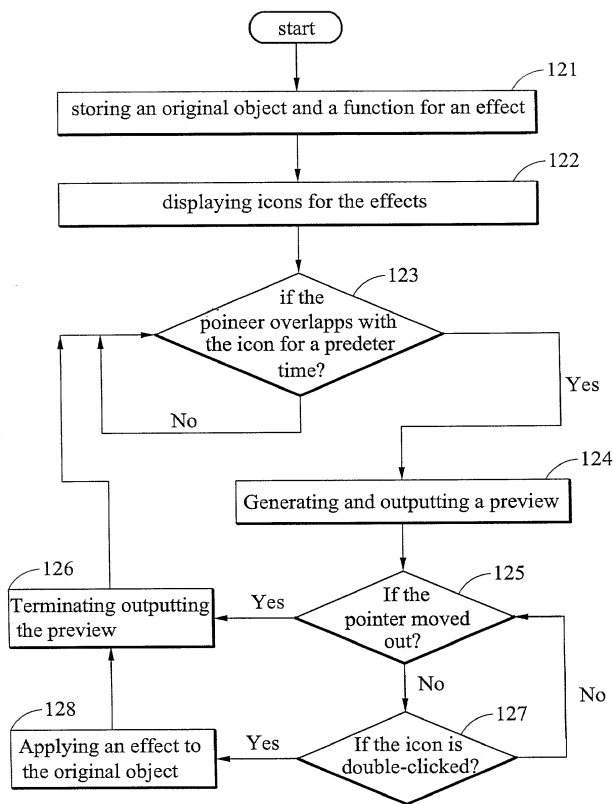 start
121
storing an original object and a function for an effect
122
displaying icons for the effects
123
if the
poineer overlapps with
the icon for a predeter
time?
No
Yes
124
Generating and outputting a preview
125
If the
pointer moved
out?
Yes
126
Terminating outputting
the preview
No
No
127
If the icon is
double-clicked?
Yes
128
Applying an effect to
the original object